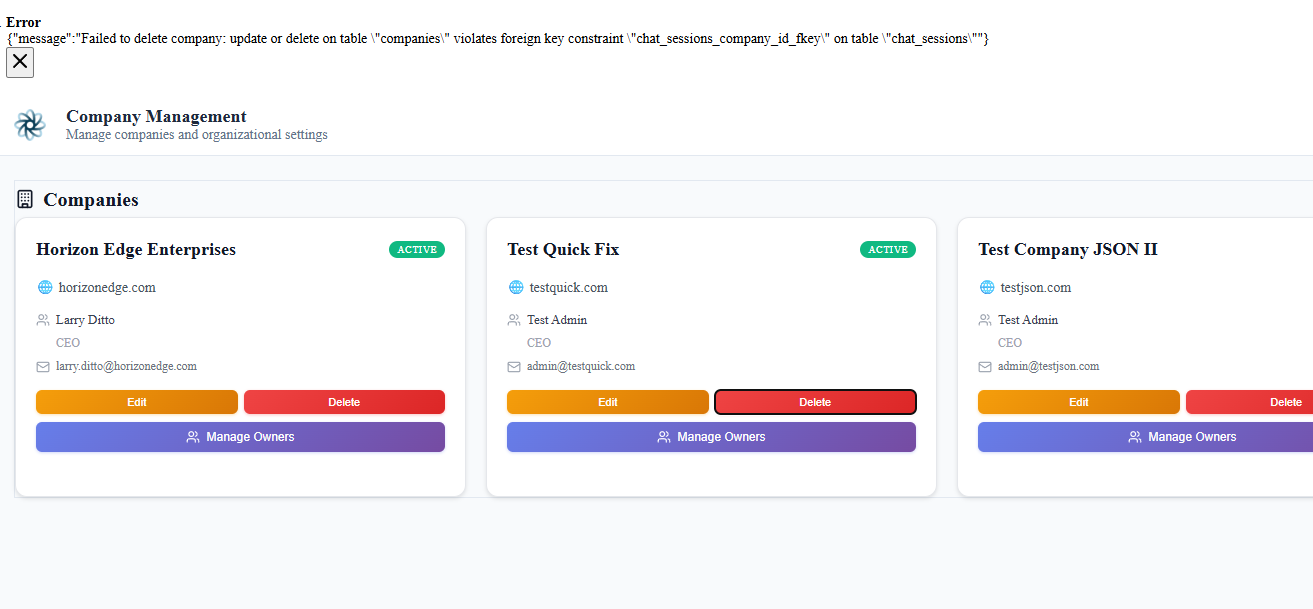 Error
{"message":"Failed to delete company: update or delete on table \"companies\" violates foreign key constraint \"chat_sessions_company_id_fkey\" on table \"chat_sessions\""}
Company Management
Manage companies and organizational settings
Companies
Horizon Edge Enterprises
ACTIVE
horizonedge.com
Larry Ditto
CEO
larry.ditto@horizonedge.com
Edit
Delete
Manage Owners
Test Quick Fix
ACTIVE
testquick.com
Test Admin
CEO
admin@testquick.com
Edit
Delete
Manage Owners
Test Company JSON II
testjson.com
Test Admin
CEO
admin@testjson.com
Edit
Delete
Manage Owners